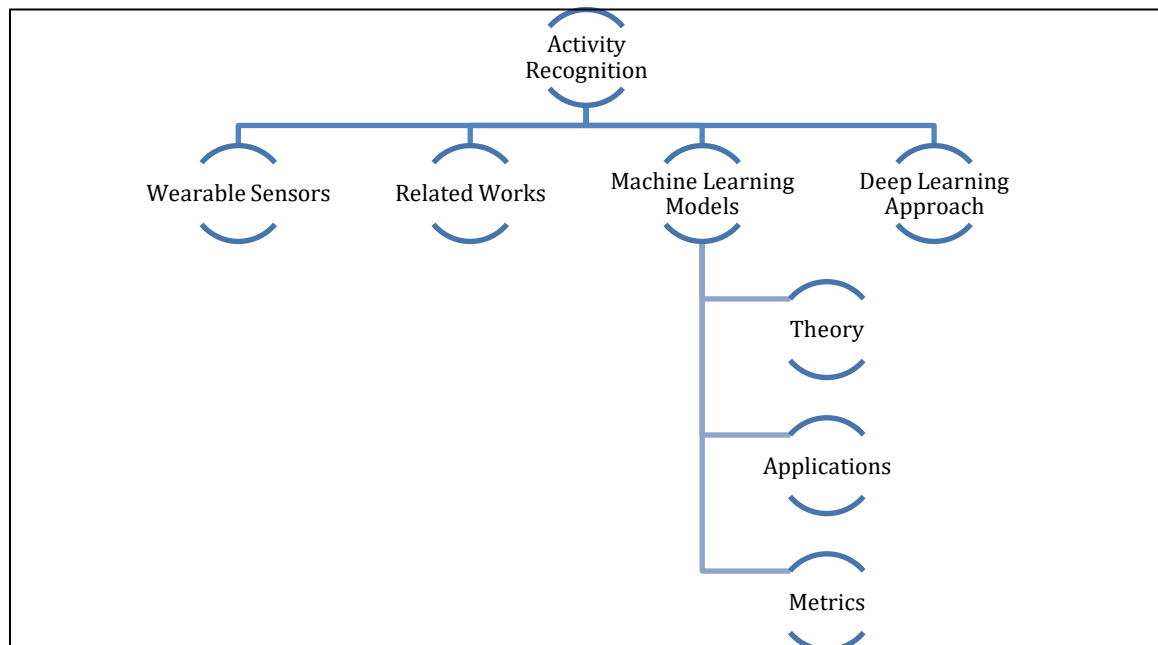 Activity
Recognition
Wearable Sensors
Related Works
Machine Learning
Models
Deep Learning
Approach
Theory
Applications
Metrics